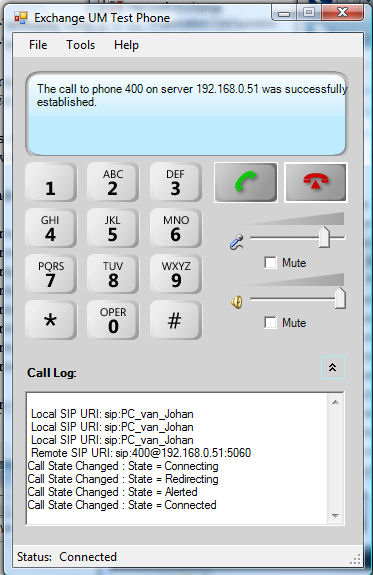 Exchange UM Test Phone
File Tools Help
The call to phone 400 on server 192.168.0.51 was successfully
established.
1
ABC
2
DEF
3
GHI
4
JKL
5
MNO
6
PQRS
7
TUV
8
WXYZ
9
*
OPER
0
#
Mute
Mute
Call Log:
Local SIP URI: sip:PC_van_Johan
Local SIP URI: sip:PC_van_Johan
Local SIP URI: sip:PC_van_Johan
Remote SIP URI: sip:400@192.168.0.51:5060
Call State Changed : State = Connecting
Call State Changed : State = Redirecting
Call State Changed : State = Alerted
Call State Changed : State = Connected
Status: Connected